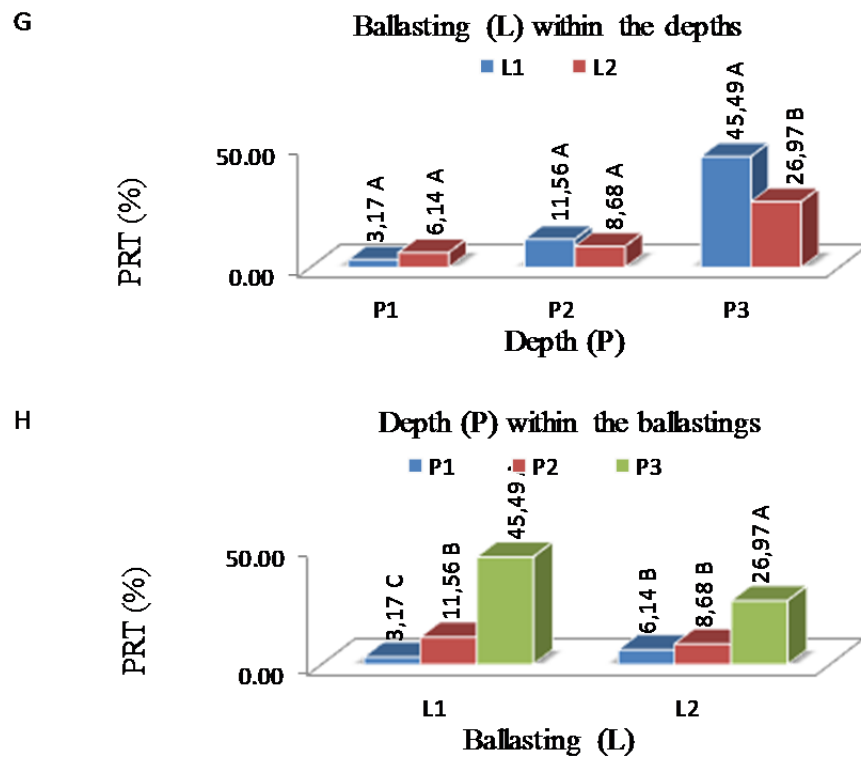 G
Ballasting (L) within the depths
L1 L2
3,17 A 6,14 A 11,56 A 8,68 A 45,49 A 26,97 B
50.00
0.00
PRT (%)
P1 P2 P3
Depth (P)
H
Depth (P) within the ballastings
P1 P2 P3
3,17 C 11,56 B 45,49 6,14 B 8,68 B 26,97 A
50.00
0.00
PRT (%)
L1 L2
Ballasting (L)